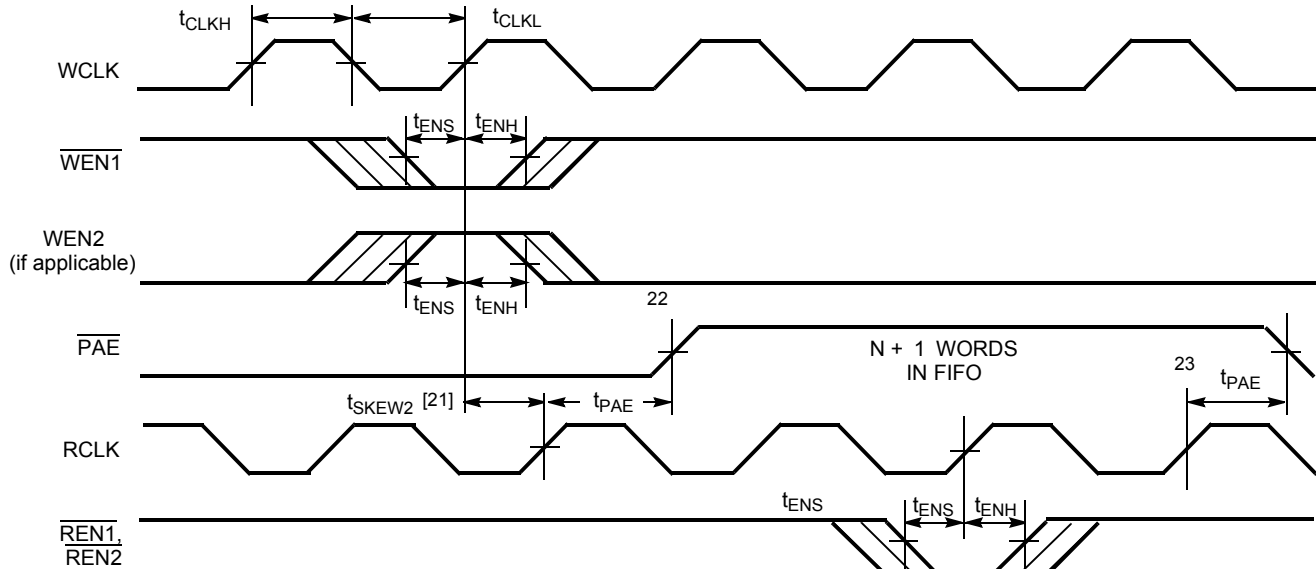 tCLKH
tCLKL
WCLK
tENS
tENH
WEN1
WEN2
(if applicable)
tENS
tENH
22
PAE
N + 1 WORDS
IN FIFO
23
tPAE
tSKEW2 [21]
tPAE
RCLK
tENS
tENS
tENH
REN1,
REN2